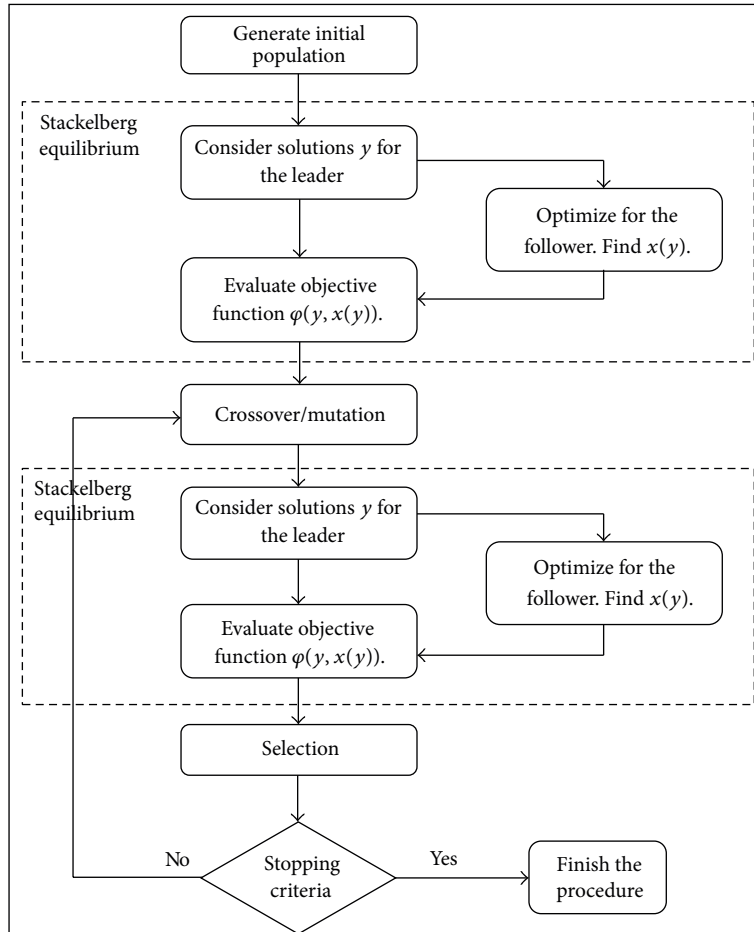 Generate initial
population
Stackelberg
equilibrium
Consider solutions y for
the leader
Optimize for the
follower. Find x(y).
Evaluate objective
function φ(y, x(y)).
Crossover/mutation
Stackelberg
equilibrium
Consider solutions y for
the leader
Optimize for the
follower. Find x(y).
Evaluate objective
function φ(y, x(y)).
Selection
No
Stopping
criteria
Yes
Finish the
procedure